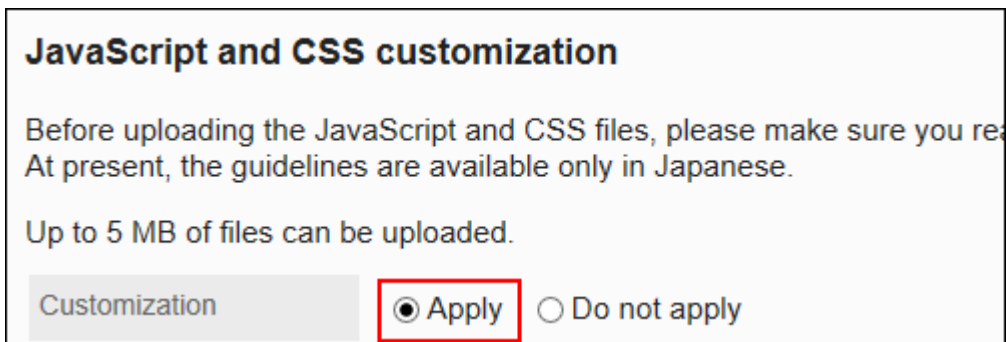 JavaScript and CSS customization
Before uploading the JavaScript and CSS files, please make sure you
At present, the guidelines are available only in Japanese.
Up to 5 MB of files can be uploaded.
Customization Apply Do not apply